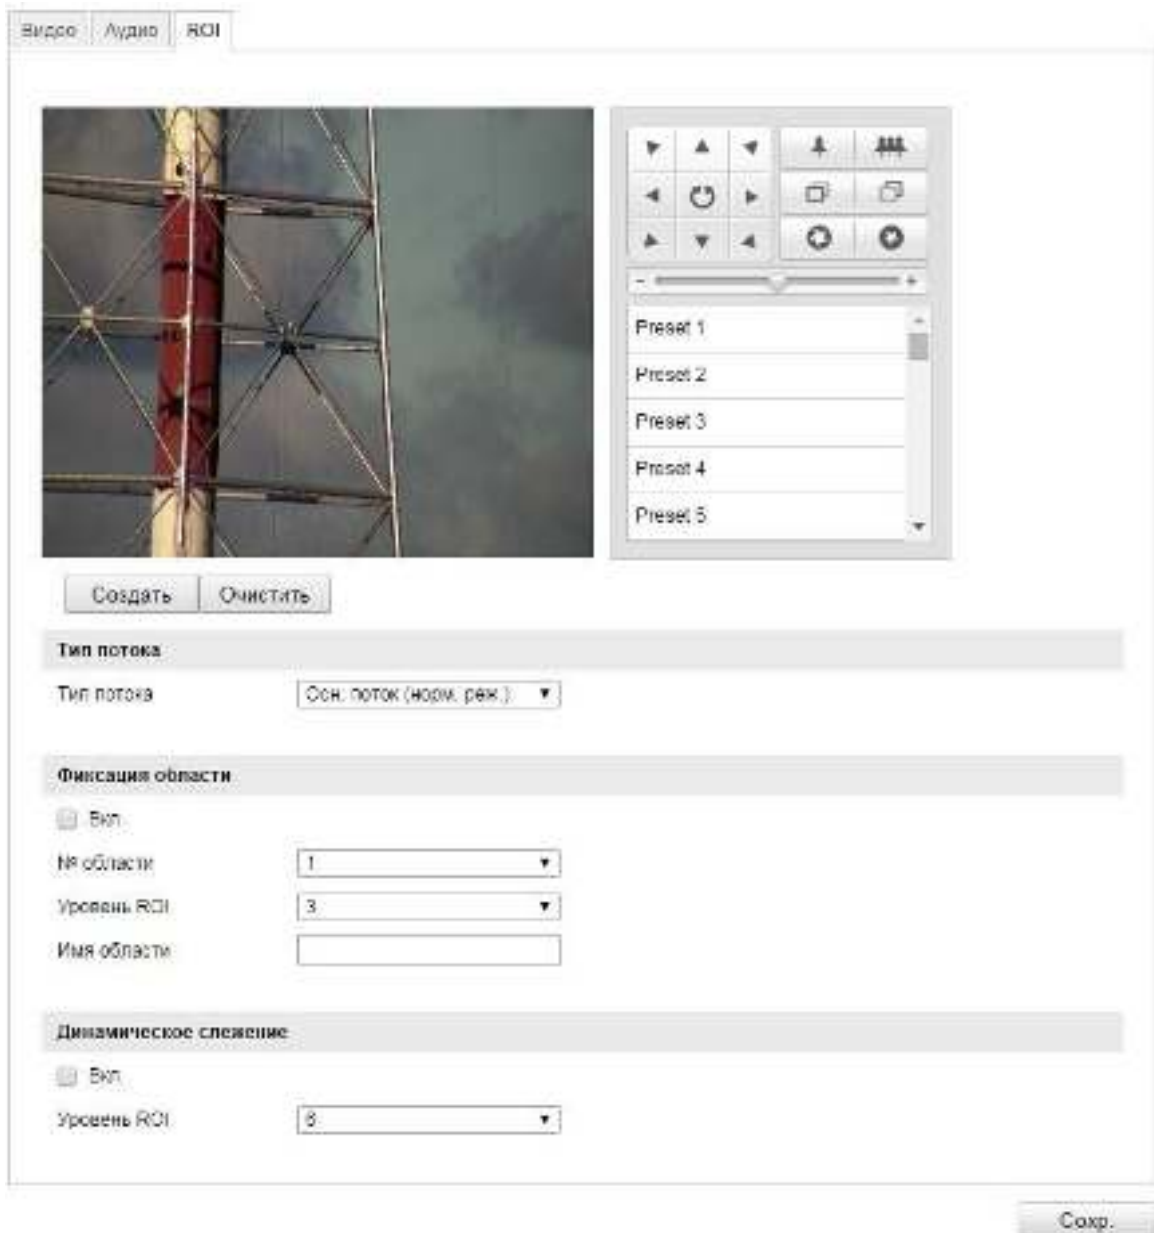 Видео Аудио ROI
Preset 1
Preset 2
Preset 3
Preset 4
Preset 5
Создать Очистить
Тип потока
Тип потока Осн. поток (норм. реж.)
Фиксация области
Вкл.
№ области 1
Уровень ROI 3
Имя области
Динамическое слежение
Вкл.
Уровень ROI 6
Сохр.